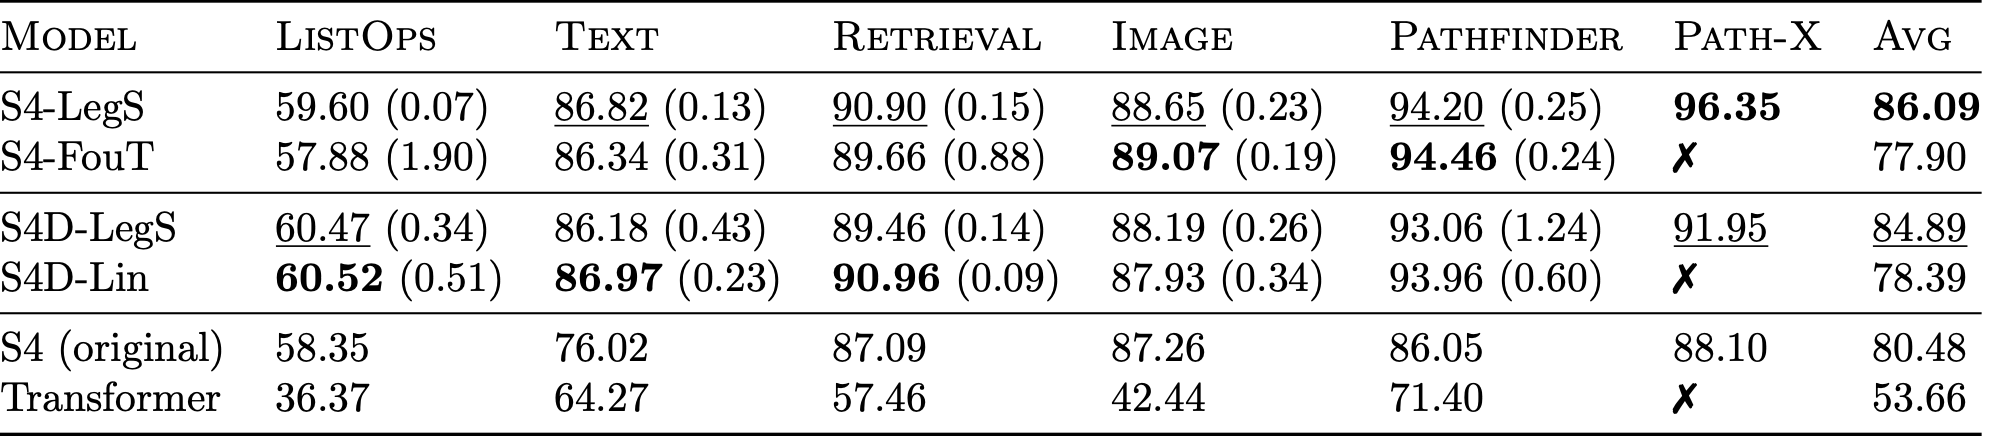 MODEL LISTOPS TEXT RETRIEVAL IMAGE PATHFINDER PATH-X AVG
S4-LegS 59.60 (0.07) 86.82 (0.13) 90.90 (0.15) 88.65 (0.23) 94.20 (0.25) 96.35 86.09
S4-FouT 57.88 (1.90) 86.34 (0.31) 89.66 (0.88) 89.07 (0.19) 94.46 (0.24) ✗ 77.90
S4D-LegS 60.47 (0.34) 86.18 (0.43) 89.46 (0.14) 88.19 (0.26) 93.06 (1.24) 91.95 84.89
S4D-Lin 60.52 (0.51) 86.97 (0.23) 90.96 (0.09) 87.93 (0.34) 93.96 (0.60) ✗ 78.39
S4 (original) 58.35 76.02 87.09 87.26 86.05 88.10 80.48
Transformer 36.37 64.27 57.46 42.44 71.40 ✗ 53.66